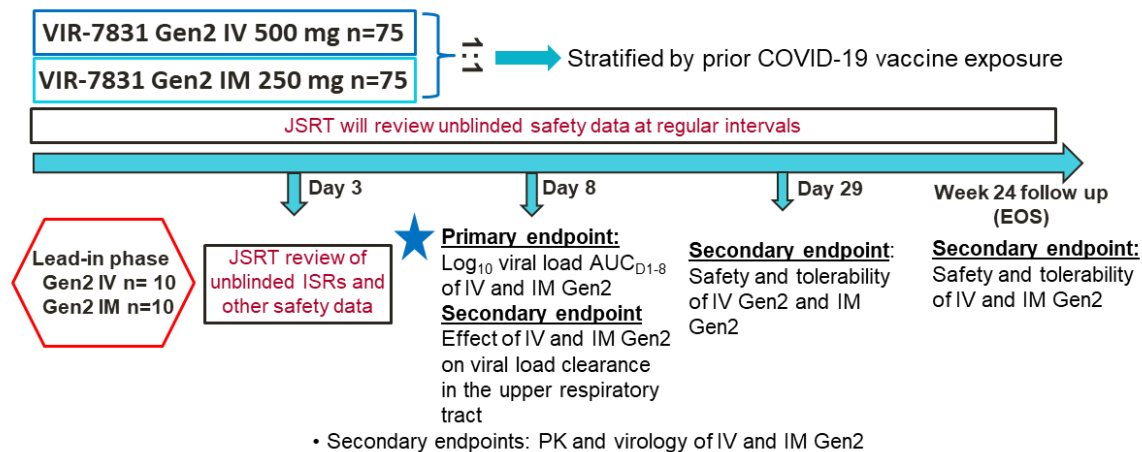 VIR-7831 Gen2 IV 500 mg n=75
VIR-7831 Gen2 IM 250 mg n=75
1:1
Stratified by prior COVID-19 vaccine exposure
JSRT will review unblinded safety data at regular intervals
Day 3
Day 8
Day 29
Week 24 follow up
(EOS)
Lead-in phase
Gen2 IV n= 10
Gen2 IM n=10
JSRT review of
unblinded ISRs and
other safety data
Primary endpoint:
Log10 viral load AUCD1-8
of IV and IM Gen2
Secondary endpoint
Effect of IV and IM Gen2
on viral load clearance
in the upper respiratory
tract
Secondary endpoint:
Safety and tolerability
of IV Gen2 and IM
Gen2
Secondary endpoint:
Safety and tolerability
of IV and IM Gen2
• Secondary endpoints: PK and virology of IV and IM Gen2